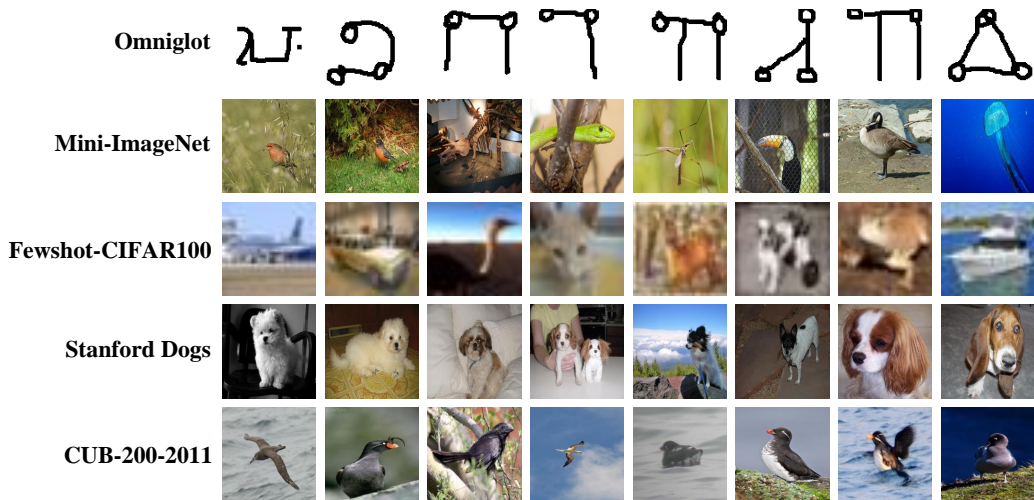 Omniglot
Mini-ImageNet
Fewshot-CIFAR100
Stanford Dogs
CUB-200-2011